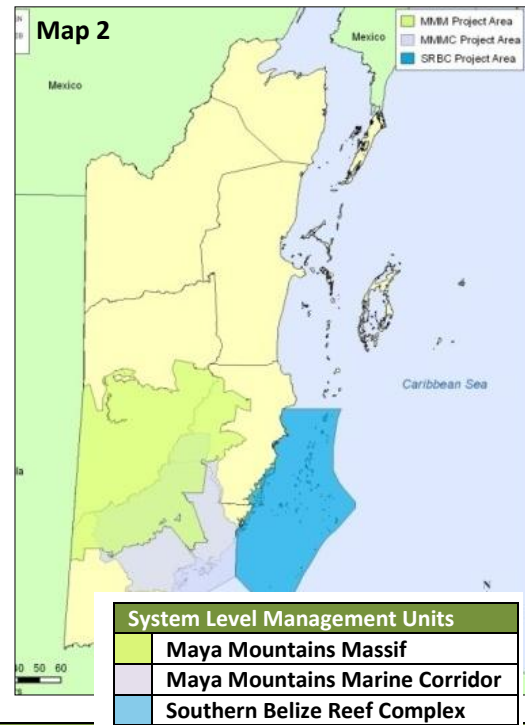 Map 2
MMM Project Area
MMMC Project Area
SRBC Project Area
Mexico
Mexico
Caribbean Sea
N
50 60
System Level Management Units
Maya Mountains Massif
Maya Mountains Marine Corridor
Southern Belize Reef Complex